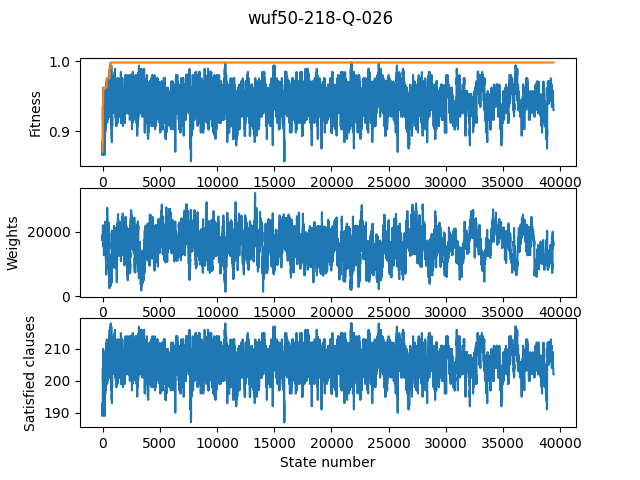 wuf50-218-Q-026
1.0
0.9
Fitness
0 5000 10000 15000 20000 25000 30000 35000 40000
20000
0
Weights
0 5000 10000 15000 20000 25000 30000 35000 40000
210
200
190
Satisfied clauses
0 5000 10000 15000 20000 25000 30000 35000 40000
State number